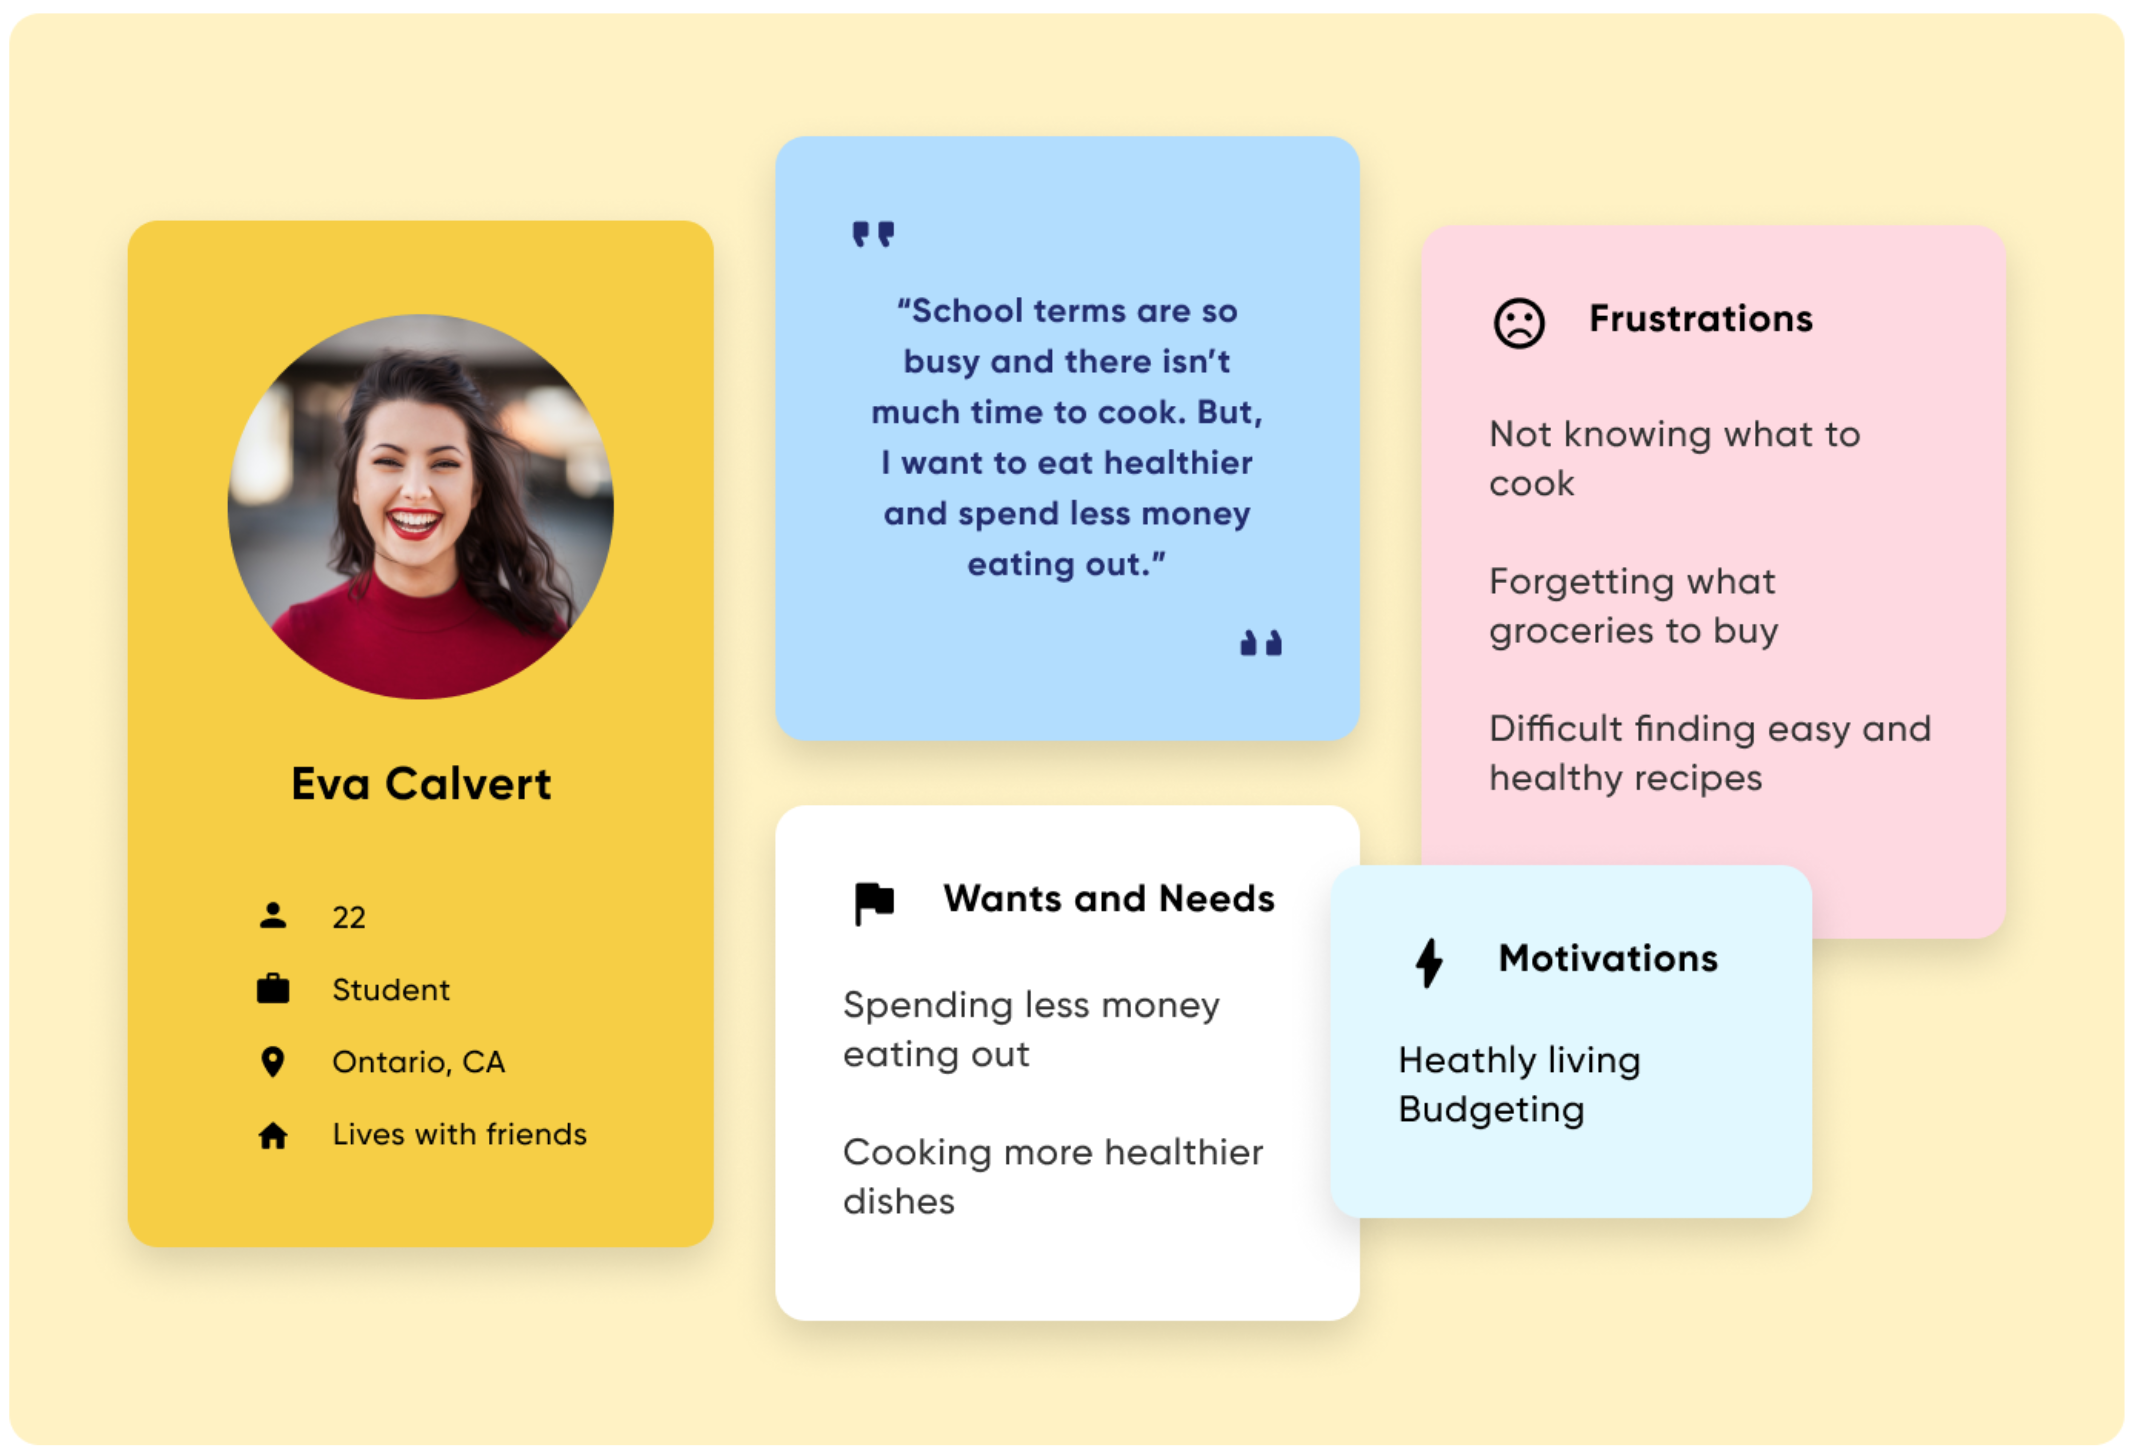 Eva Calvert
22
Student
Ontario, CA
Lives with friends
“School terms are so
busy and there isn’t
much time to cook. But,
I want to eat healthier
and spend less money
eating out.”
Wants and Needs
Spending less money
eating out
Cooking more healthier
dishes
Frustrations
Not knowing what to
cook
Forgetting what
groceries to buy
Difficult finding easy and
healthy recipes
Motivations
Heathly living
Budgeting